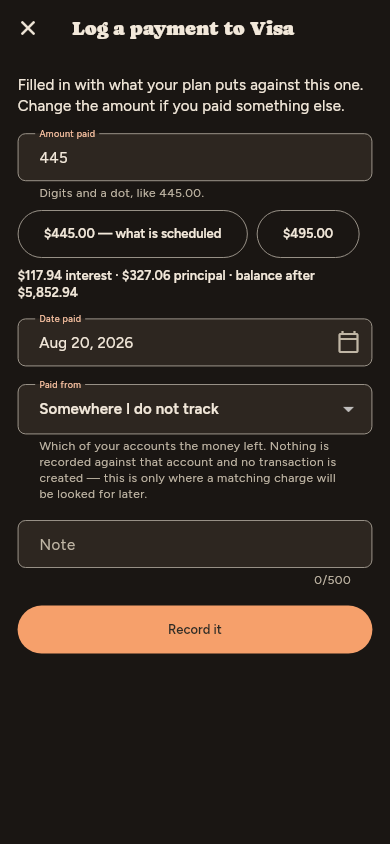 Log a payment to Visa
Filled in with what your plan puts against this one.
Change the amount if you paid something else.
Amount paid
445
Digits and a dot, like 445.00.
$445.00 — what is scheduled
$495.00
$117.94 interest · $327.06 principal · balance after
$5,852.94
Date paid
Aug 20, 2026
Paid from
Somewhere I do not track
Which of your accounts the money left. Nothing is
recorded against that account and no transaction is
created — this is only where a matching charge will
be looked for later.
Note
0/500
Record it